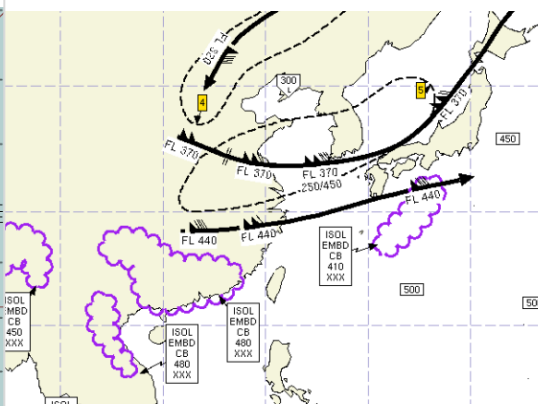 FL 320
4
300
L
5
FL 370
450
FL 370
FL 370
FL 370
250/450
FL 440
FL 440
FL 440
ISOL
EMBD
CB
410
XXX
500
ISOL
EMBD
CB
450
XXX
ISOL
EMBD
CB
480
XXX
ISOL
EMBD
CB
480
XXX
ISOL